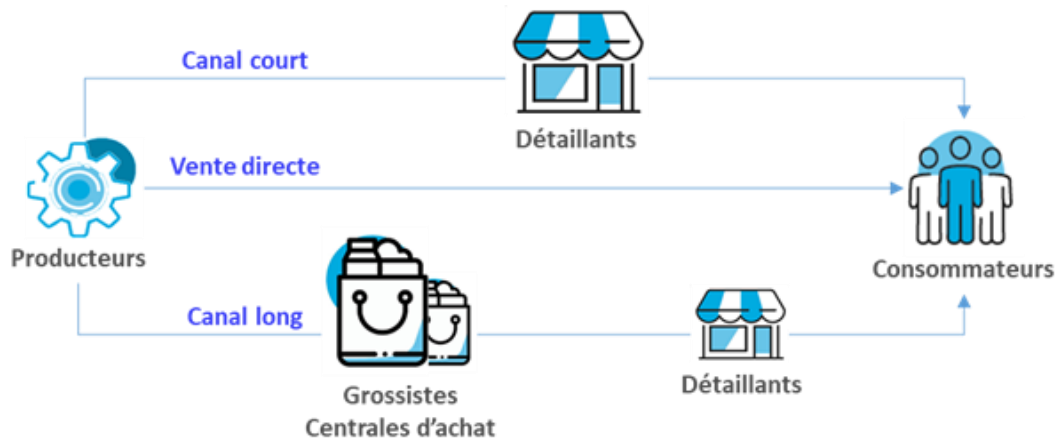 Canal court
Détaillants
Vente directe
Producteurs
Consommateurs
Canal long
Détaillants
Grossistes
Centrales d'achat